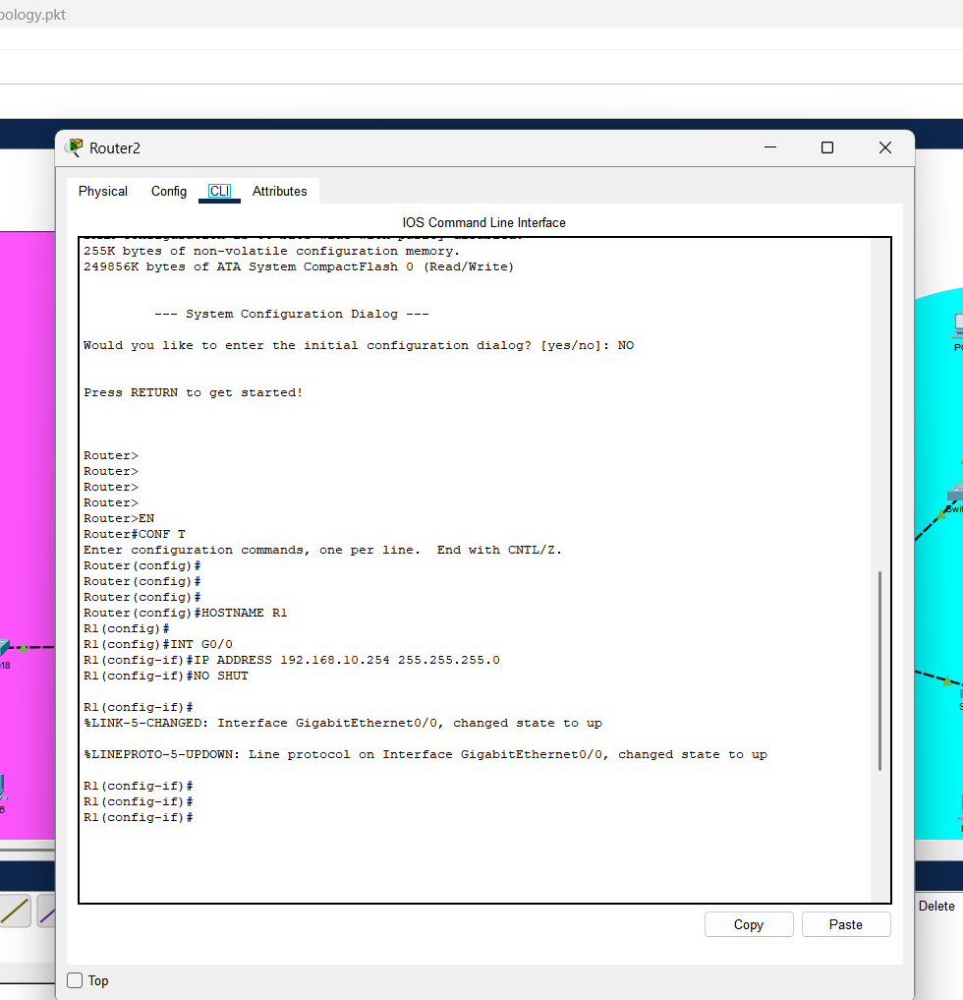 pology.pkt
Router2
Physical Config CLI Attributes
IOS Command Line Interface
255K bytes of non-volatile configuration memory.
249856K bytes of ATA System CompactFlash 0 (Read/Write)
--- System Configuration Dialog ---
Would you like to enter the initial configuration dialog? [yes/no]: NO
Press RETURN to get started!
Router>
Router>
Router>
Router>
Router>EN
Router#CONF T
Enter configuration commands, one per line.  End with CNTL/Z.
Router(config)#
Router(config)#
Router(config)#
Router(config)#HOSTNAME R1
R1(config)#
R1(config)#INT G0/0
R1(config-if)#IP ADDRESS 192.168.10.254 255.255.255.0
R1(config-if)#NO SHUT
R1(config-if)#
%LINK-5-CHANGED: Interface GigabitEthernet0/0, changed state to up
%LINEPROTO-5-UPDOWN: Line protocol on Interface GigabitEthernet0/0, changed state to up
R1(config-if)#
R1(config-if)#
R1(config-if)#
Copy Paste
Top
Delete